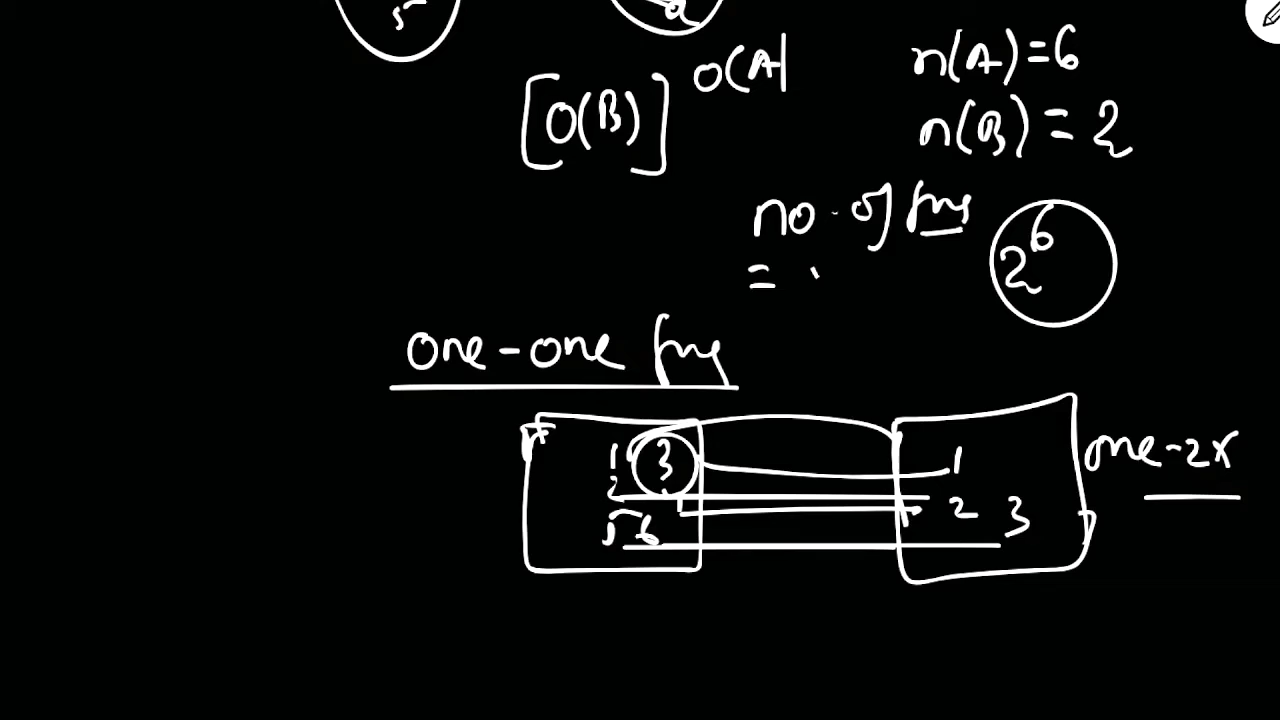 5
[O(B)]^O(A)
n(A)=6
n(B)=2
no. of fns
=
2^6
one-one fns
1 3 1
2 2 3
5 6
one-2x